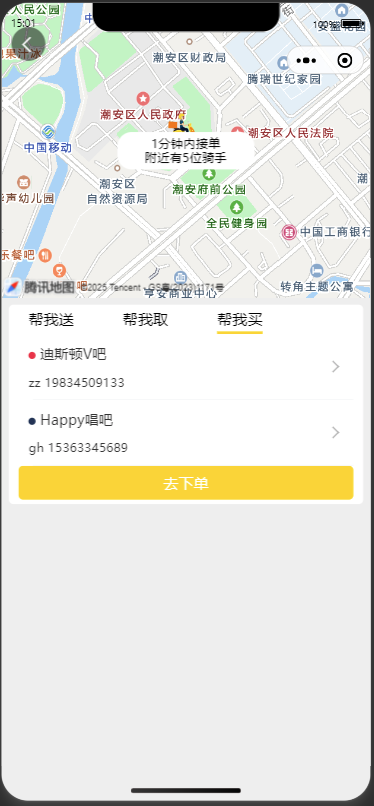 人民公园
15:01
100%
潮安区财政局
腾瑞世纪家园
潮安区人民政府
潮安区人民法院
中国移动
1分钟内接单
附近有5位骑手
潮安区
自然资源局
潮安府前公园
华声幼儿园
全民健身园
中国工商银行
乐餐吧
腾讯地图
©2025 Tencent - GS粤(2023)1171号
亨安商业中心
转角主题公寓
帮我送
帮我取
帮我买
迪斯顿V吧
zz 19834509133
Happy唱吧
gh 15363345689
去下单